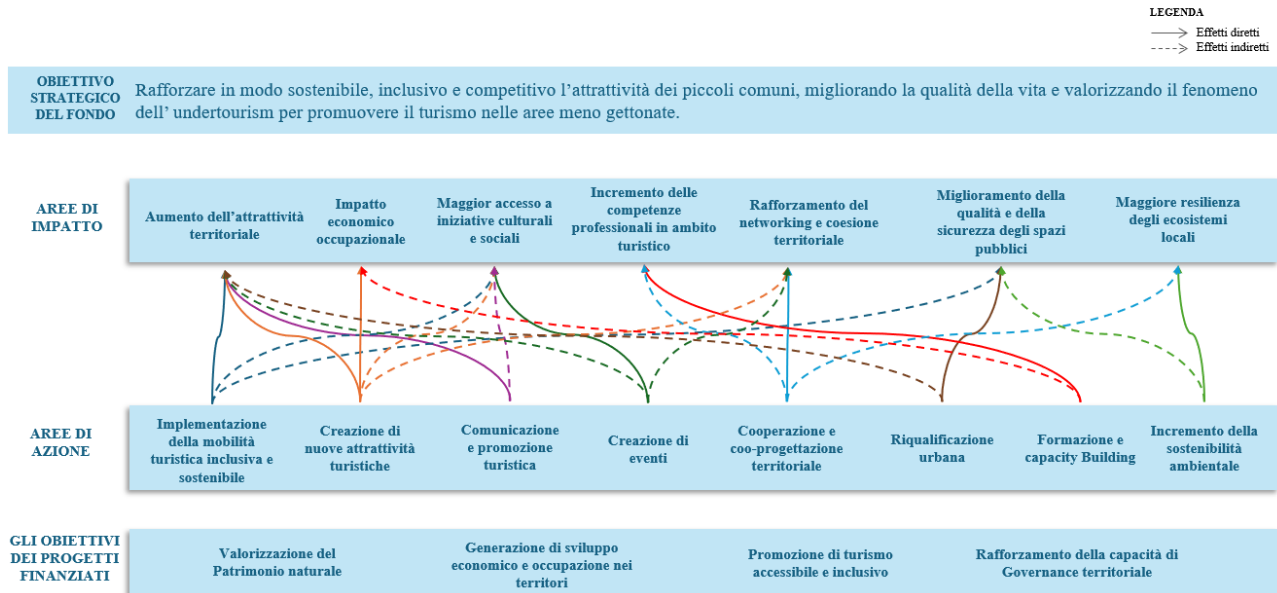 LEGENDA
Effetti diretti
Effetti indiretti
OBIETTIVO
STRATEGICO
DEL FONDO
Rafforzare in modo sostenibile, inclusivo e competitivo l’attrattività dei piccoli comuni, migliorando la qualità della vita e valorizzando il fenomeno
dell’ undertourism per promuovere il turismo nelle aree meno gettonate.
AREE DI
IMPATTO
Aumento dell’attrattività
territoriale
Impatto
economico
occupazionale
Maggior accesso a
iniziative culturali
e sociali
Incremento delle
competenze
professionali in ambito
turistico
Rafforzamento del
networking e coesione
territoriale
Miglioramento della
qualità e della
sicurezza degli spazi
pubblici
Maggiore resilienza
degli ecosistemi
locali
AREE DI
AZIONE
Implementazione
della mobilità
turistica inclusiva e
sostenibile
Creazione di
nuove attrattività
turistiche
Comunicazione
e promozione
turistica
Creazione di
eventi
Cooperazione e
coo-progettazione
territoriale
Riqualificazione
urbana
Formazione e
capacity Building
Incremento della
sostenibilità
ambientale
GLI OBIETTIVI
DEI PROGETTI
FINANZIATI
Valorizzazione del
Patrimonio naturale
Generazione di sviluppo
economico e occupazione nei
territori
Promozione di turismo
accessibile e inclusivo
Rafforzamento della capacità di
Governance territoriale